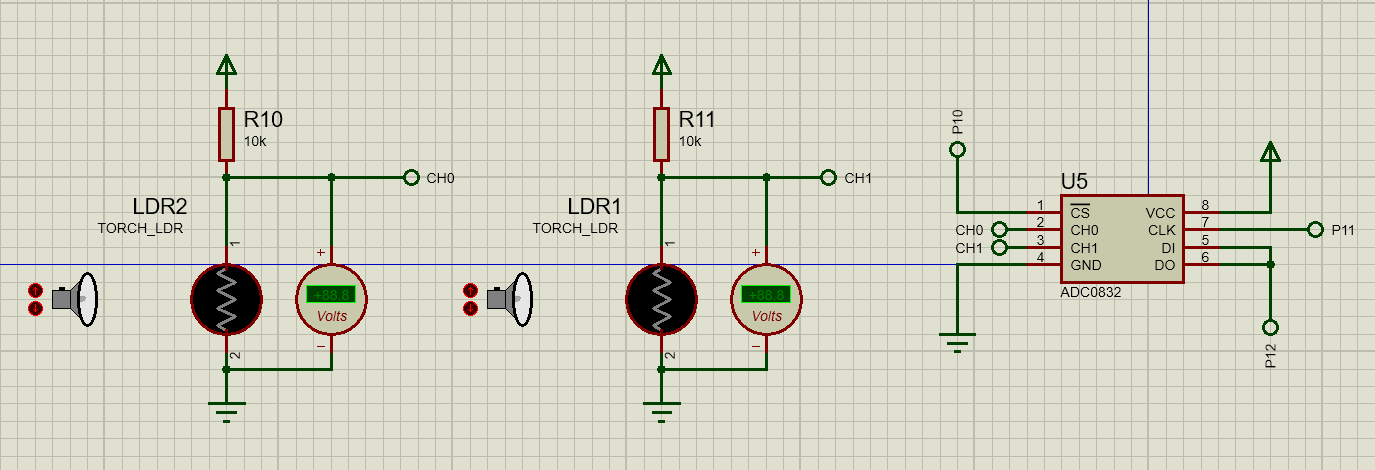 R10
10k
CH0
LDR2
TORCH_LDR
1
2
+
+88.8
Volts
−
R11
10k
CH1
LDR1
TORCH_LDR
1
2
+
+88.8
Volts
−
P10
U5
1 CS VCC 8
CH0 2 CH0 CLK 7 P11
CH1 3 CH1 DI 5
4 GND DO 6
ADC0832
P12